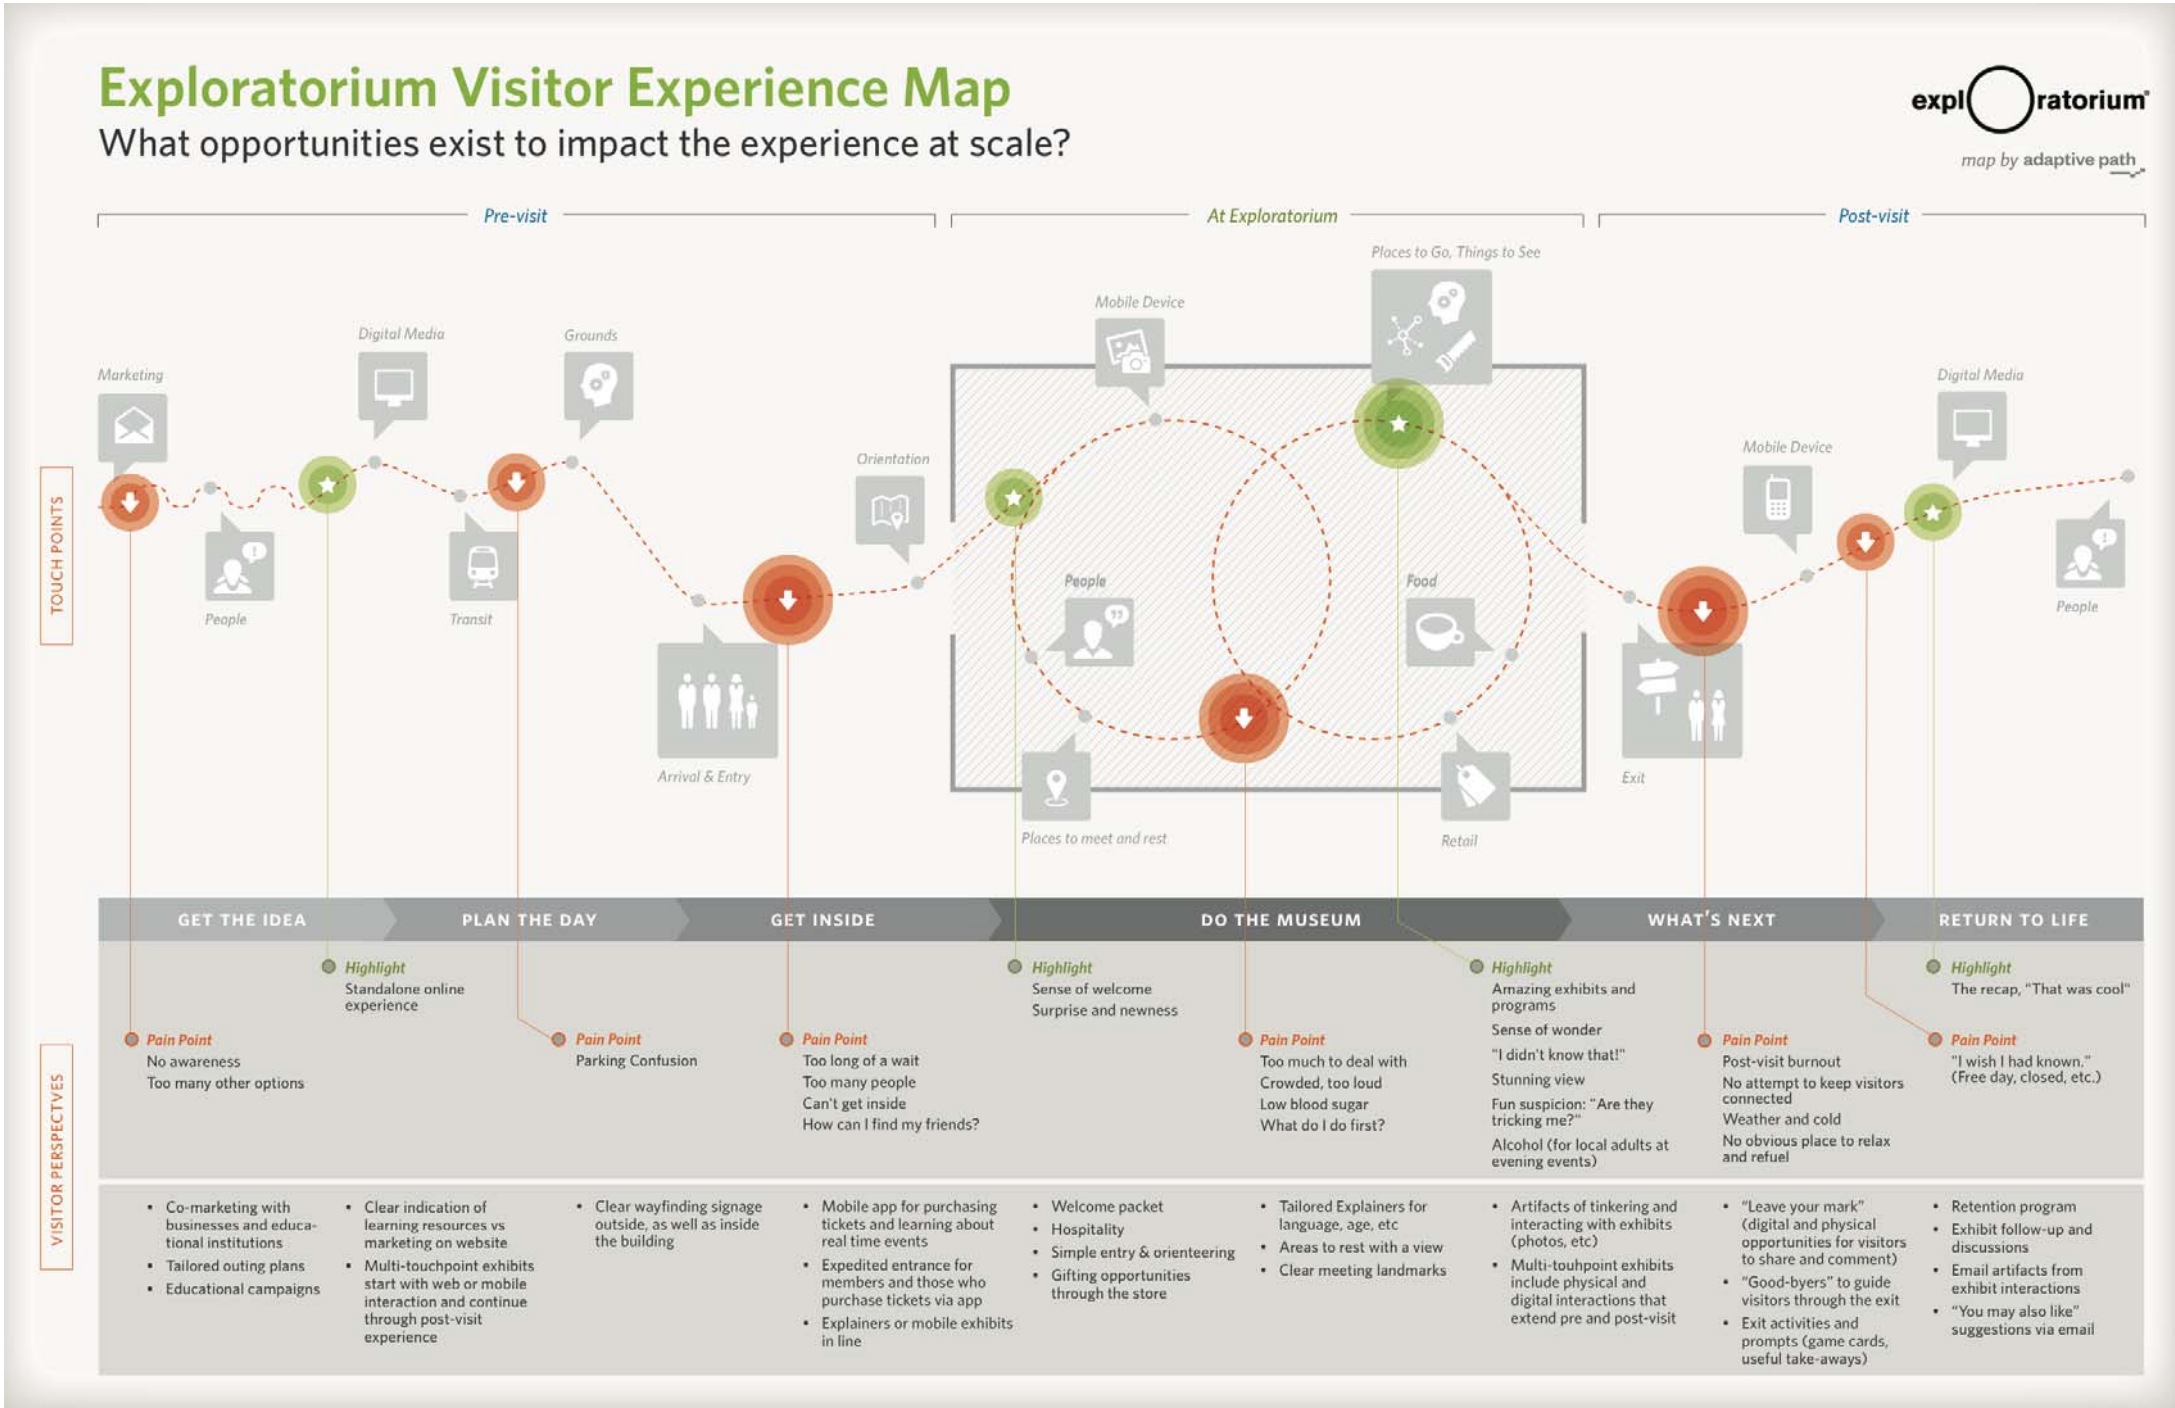 Exploratorium Visitor Experience Map
What opportunities exist to impact the experience at scale?
expl ratorium®
map by adaptive path
Pre-visit
At Exploratorium
Post-visit
TOUCH POINTS
Marketing
People
Digital Media
Transit
Grounds
Arrival & Entry
Orientation
Mobile Device
Places to Go, Things to See
People
Food
Places to meet and rest
Retail
Exit
Mobile Device
Digital Media
People
GET THE IDEA
PLAN THE DAY
GET INSIDE
DO THE MUSEUM
WHAT'S NEXT
RETURN TO LIFE
VISITOR PERSPECTVES
Pain Point
No awareness
Too many other options
Highlight
Standalone online
experience
Pain Point
Parking Confusion
Pain Point
Too long of a wait
Too many people
Can't get inside
How can I find my friends?
Highlight
Sense of welcome
Surprise and newness
Pain Point
Too much to deal with
Crowded, too loud
Low blood sugar
What do I do first?
Highlight
Amazing exhibits and
programs
Sense of wonder
"I didn't know that!"
Stunning view
Fun suspicion: "Are they
tricking me?"
Alcohol (for local adults at
evening events)
Pain Point
Post-visit burnout
No attempt to keep visitors
connected
Weather and cold
No obvious place to relax
and refuel
Highlight
The recap, "That was cool"
Pain Point
"I wish I had known."
(Free day, closed, etc.)
• Co-marketing with
businesses and educa-
tional institutions
• Tailored outing plans
• Educational campaigns
• Clear indication of
learning resources vs
marketing on website
• Multi-touchpoint exhibits
start with web or mobile
interaction and continue
through post-visit
experience
• Clear wayfinding signage
outside, as well as inside
the building
• Mobile app for purchasing
tickets and learning about
real time events
• Expedited entrance for
members and those who
purchase tickets via app
• Explainers or mobile exhibits
in line
• Welcome packet
• Hospitality
• Simple entry & orienteering
• Gifting opportunities
through the store
• Tailored Explainers for
language, age, etc
• Areas to rest with a view
• Clear meeting landmarks
• Artifacts of tinkering and
interacting with exhibits
(photos, etc)
• Multi-touhpoint exhibits
include physical and
digital interactions that
extend pre and post-visit
• "Leave your mark"
(digital and physical
opportunities for visitors
to share and comment)
• "Good-byers" to guide
visitors through the exit
• Exit activities and
prompts (game cards,
useful take-aways)
• Retention program
• Exhibit follow-up and
discussions
• Email artifacts from
exhibit interactions
• "You may also like"
suggestions via email